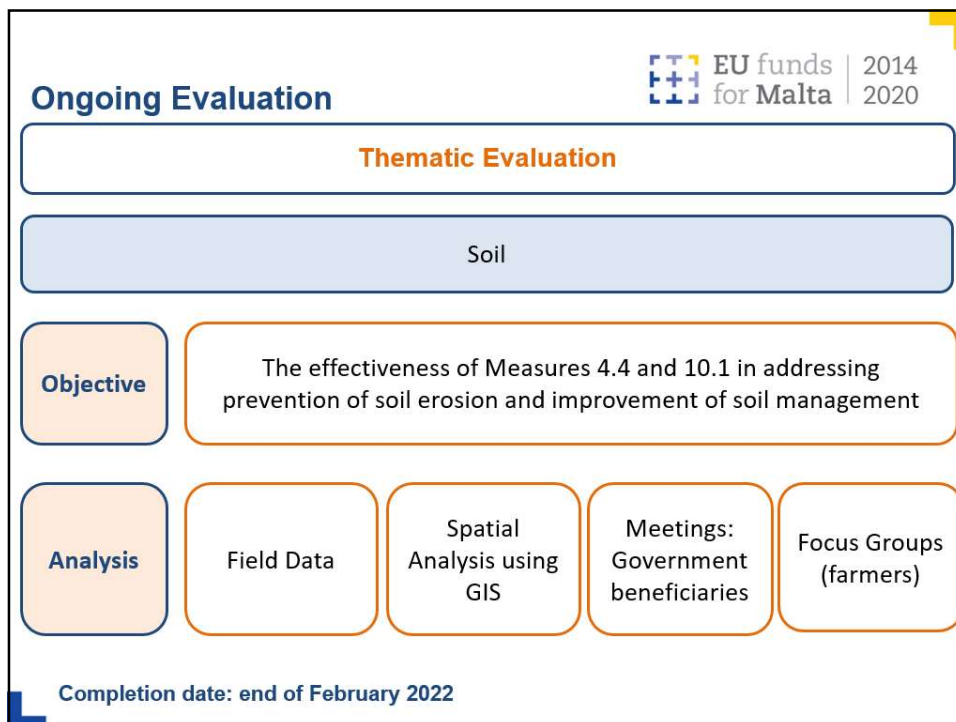 Ongoing Evaluation
EU funds
for Malta
2014
2020
Thematic Evaluation
Soil
Objective
The effectiveness of Measures 4.4 and 10.1 in addressing
prevention of soil erosion and improvement of soil management
Analysis
Field Data
Spatial
Analysis using
GIS
Meetings:
Government
beneficiaries
Focus Groups
(farmers)
Completion date: end of February 2022